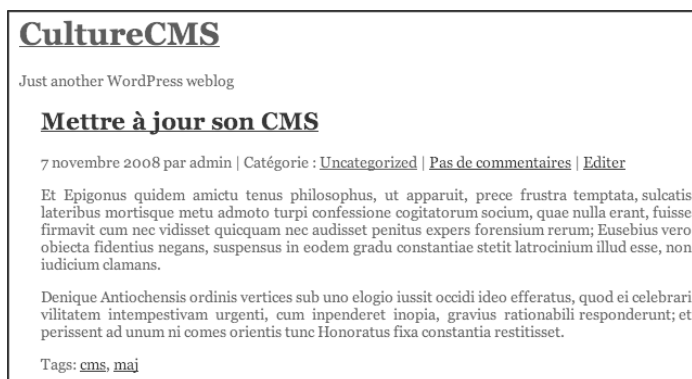 CultureCMS
Just another WordPress weblog
Mettre à jour son CMS
7 novembre 2008 par admin | Catégorie : Uncategorized | Pas de commentaires | Editer
Et Epigonus quidem amictu tenus philosophus, ut apparuit, prece frustra temptata, sulcatis
lateribus mortisque metu admoto turpi confessione cogitatorum socium, quae nulla erant, fuisse
firmavit cum nec vidisset quicquam nec audisset penitus expers forensium rerum; Eusebius vero
obiecta fidentius negans, suspensus in eodem gradu constantiae stetit latrocinium illud esse, non
iudicium clamans.
Denique Antiochensis ordinis vertices sub uno elogio iussit occidi ideo efferatus, quod ei celebrari
vilitatem intempestivam urgenti, cum inpenderet inopia, gravius rationabili responderunt; et
perissent ad unum ni comes orientis tunc Honoratus fixa constantia restitisset.
Tags: cms, maj